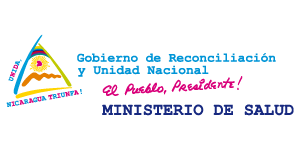 UNIDA,
NICARAGUA TRIUNFA!
Gobierno de Reconciliación
y Unidad Nacional
El Pueblo, Presidente!
MINISTERIO DE SALUD